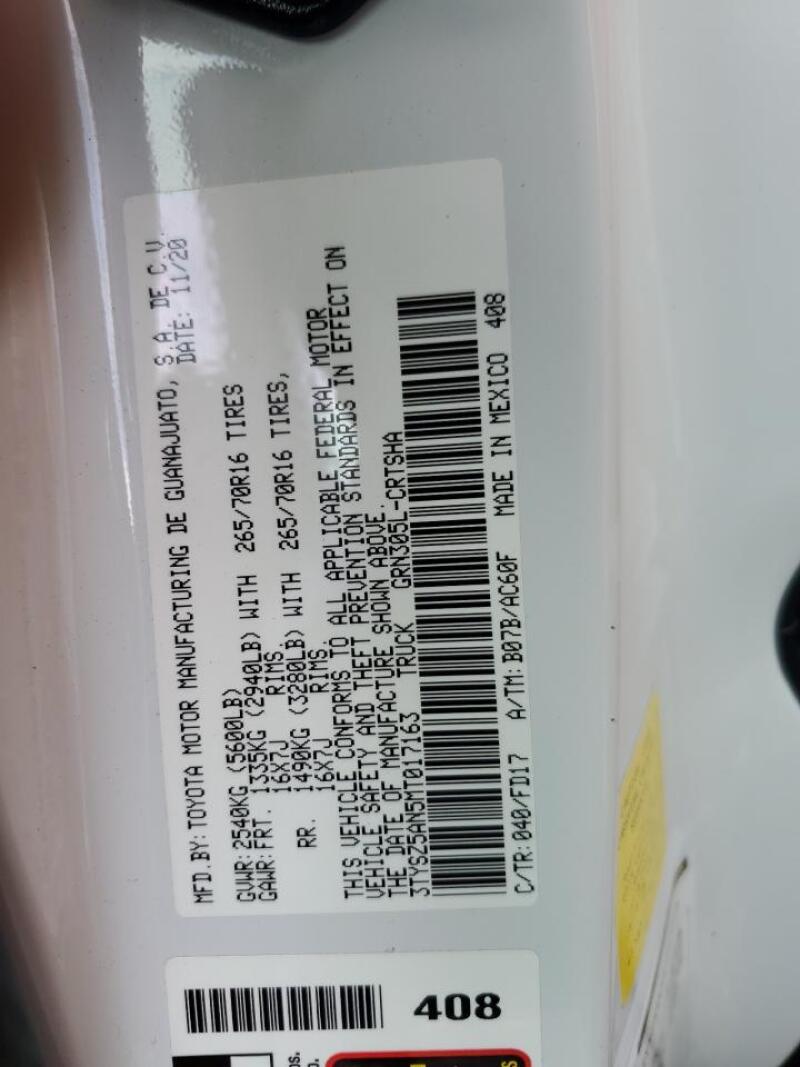 MFD.BY: TOYOTA MOTOR MANUFACTURING DE GUANAJUATO, S.A. DE C.V.
DATE: 11/20
GVWR: 2540KG (5600LB)
GAWR: FRT. 1335KG (2940LB) WITH 265/70R16 TIRES
16X7J RIMS.
RR. 1490KG (3280LB) WITH 265/70R16 TIRES,
16X7J RIMS.
THIS VEHICLE CONFORMS TO ALL APPLICABLE FEDERAL MOTOR
VEHICLE SAFETY AND THEFT PREVENTION STANDARDS IN EFFECT ON
THE DATE OF MANUFACTURE SHOWN ABOVE.
3TYSZ5AN5MT017163 TRUCK GRN305L-CRTSHA
C/TR: 040/FD17 A/TM: B07B/AC60F MADE IN MEXICO 408
408